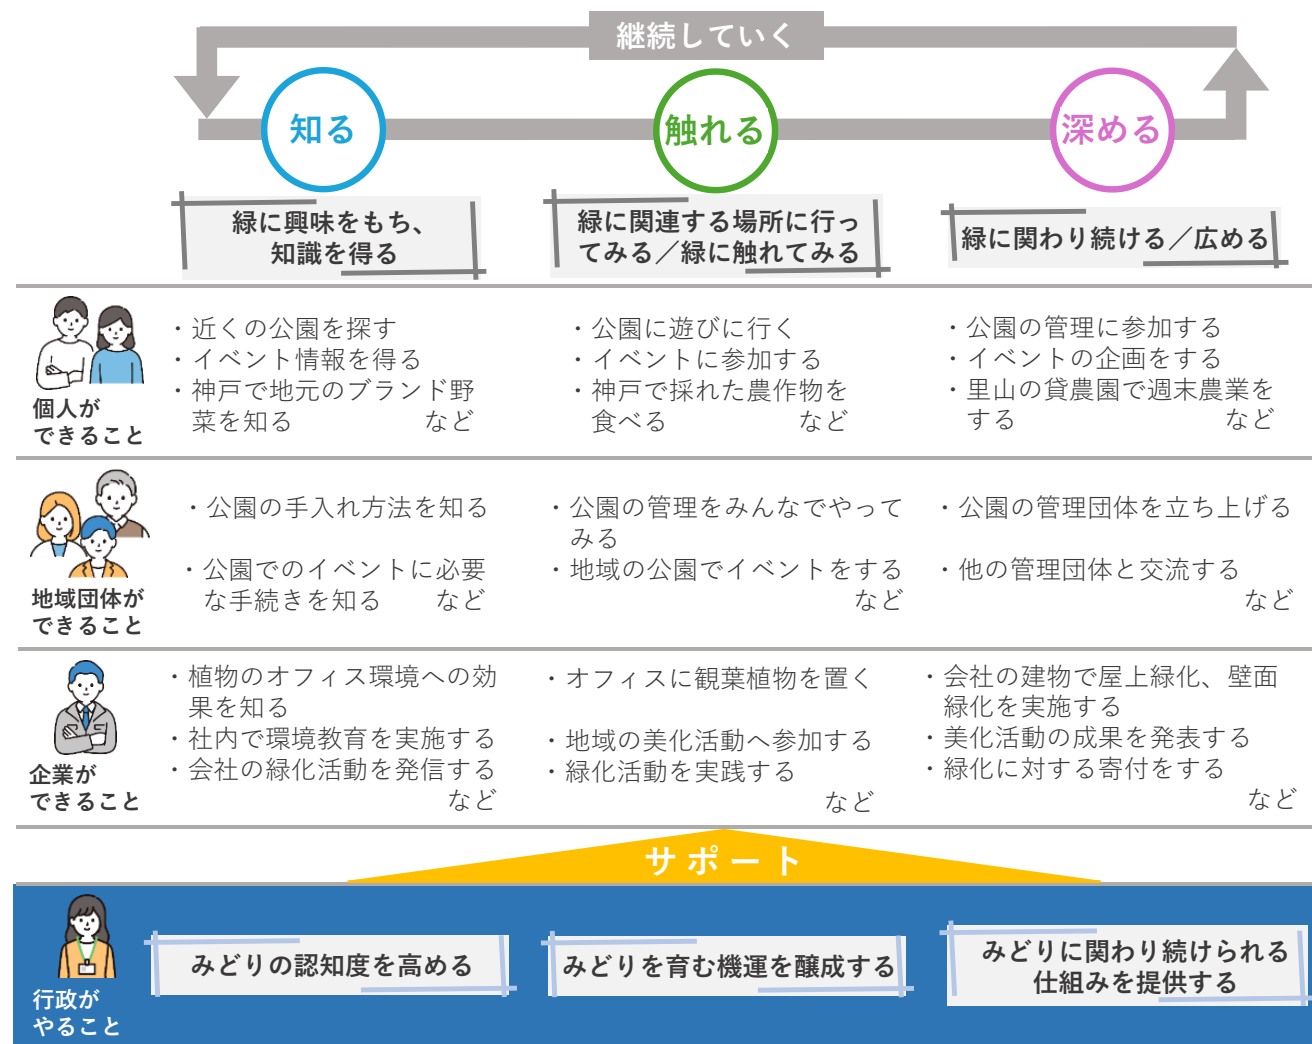 継続していく
知る
触れる
深める
緑に興味をもち、
知識を得る
緑に関連する場所に行っ
てみる／緑に触れてみる
緑に関わり続ける／広める
個人が
できること
・近くの公園を探す
・イベント情報を得る
・神戸で地元のブランド野
菜を知る など
・公園に遊びに行く
・イベントに参加する
・神戸で採れた農作物を
食べる など
・公園の管理に参加する
・イベントの企画をする
・里山の貸農園で週末農業を
する など
地域団体が
できること
・公園の手入れ方法を知る
・公園でのイベントに必要
な手続きを知る など
・公園の管理をみんなでやって
みる
・地域の公園でイベントをする
など
・公園の管理団体を立ち上げる
・他の管理団体と交流する
など
企業が
できること
・植物のオフィス環境への効
果を知る
・社内で環境教育を実施する
・会社の緑化活動を発信する
など
・オフィスに観葉植物を置く
・地域の美化活動へ参加する
・緑化活動を実践する
など
・会社の建物で屋上緑化、壁面
緑化を実施する
・美化活動の成果を発表する
・緑化に対する寄付をする
など
サポート
行政が
やること
みどりの認知度を高める
みどりを育む機運を醸成する
みどりに関わり続けられる
仕組みを提供する